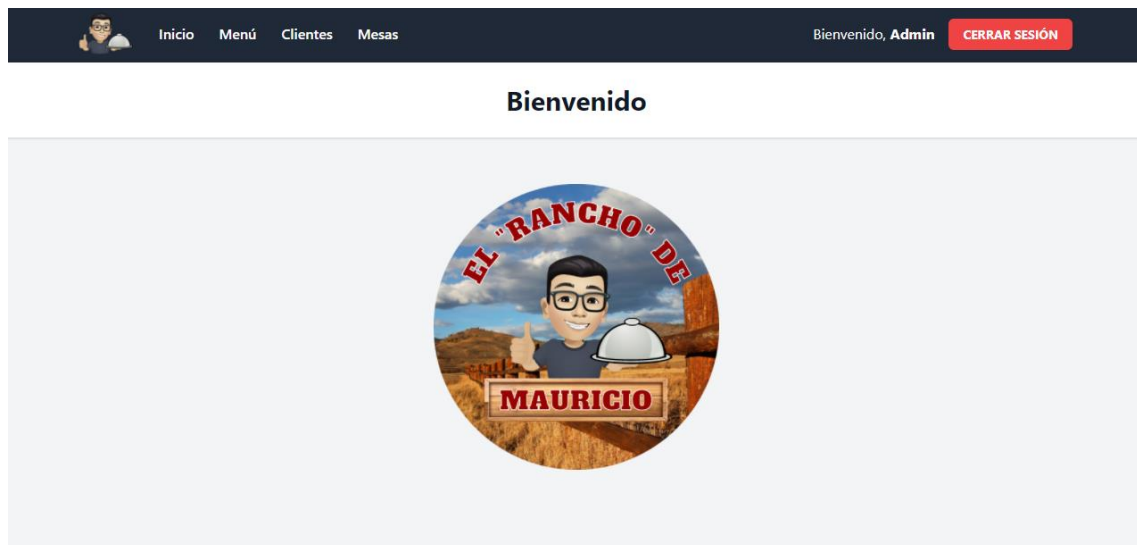 Inicio Menú Clientes Mesas Bienvenido, Admin CERRAR SESIÓN
Bienvenido
EL "RANCHO" DE
MAURICIO